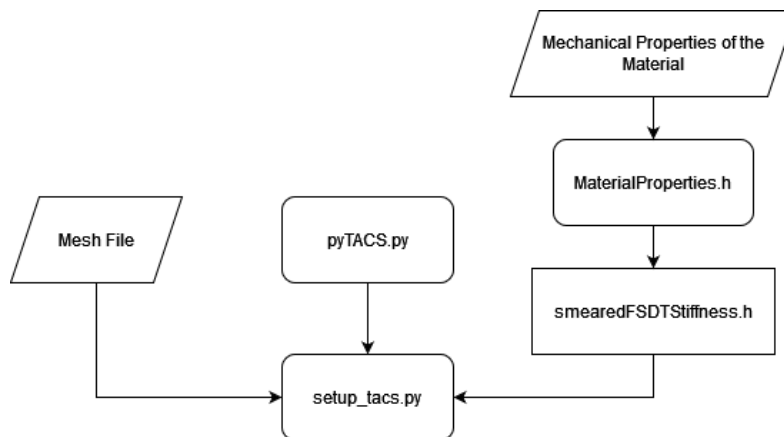 Mechanical Properties of the
Material
MaterialProperties.h
Mesh File
pyTACS.py
smearedFSDTStiffness.h
setup_tacs.py